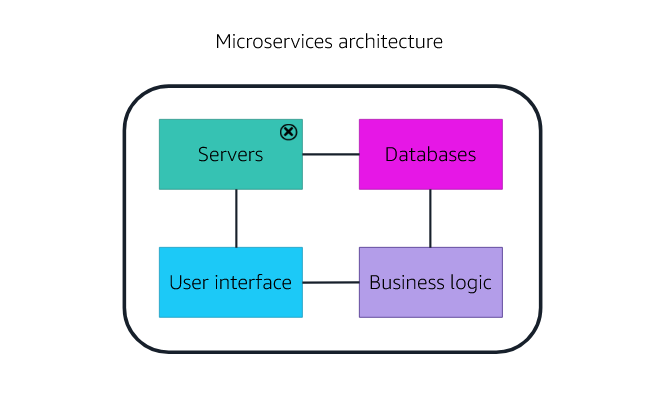 Microservices architecture
Servers
Databases
User interface
Business logic